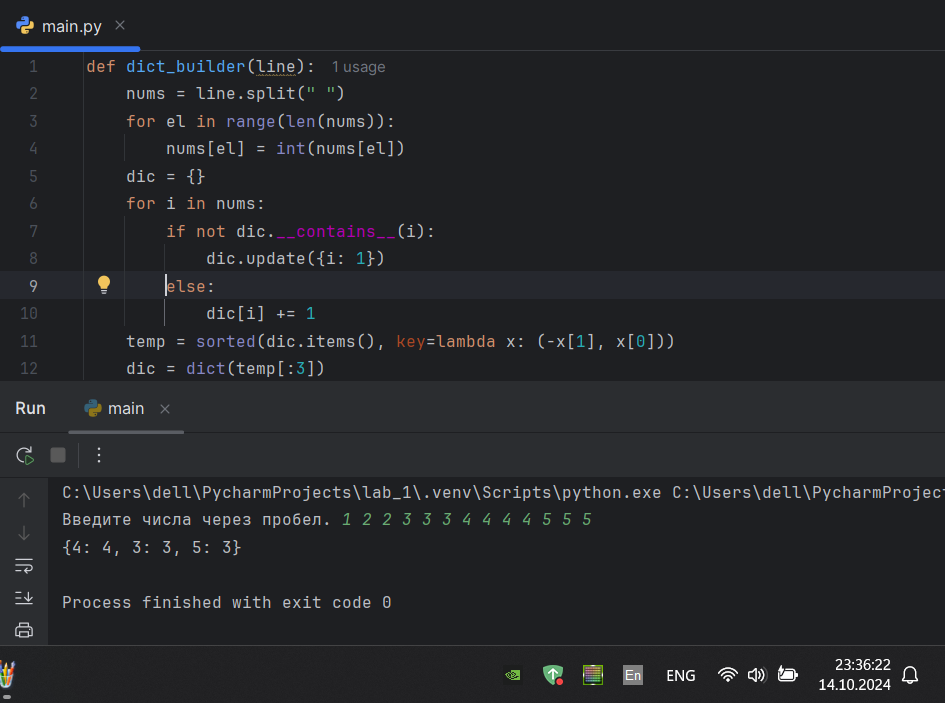 main.py
1 def dict_builder(line): 1 usage
2 nums = line.split(" ")
3 for el in range(len(nums)):
4 nums[el] = int(nums[el])
5 dic = {}
6 for i in nums:
7 if not dic.__contains__(i):
8 dic.update({i: 1})
9 else:
10 dic[i] += 1
11 temp = sorted(dic.items(), key=lambda x: (-x[1], x[0]))
12 dic = dict(temp[:3])
Run main
C:\Users\dell\PycharmProjects\lab_1\.venv\Scripts\python.exe C:\Users\dell\PycharmProjec
Введите числа через пробел. 1 2 2 3 3 3 4 4 4 4 5 5 5
{4: 4, 3: 3, 5: 3}
Process finished with exit code 0
En ENG 23:36:22
14.10.2024